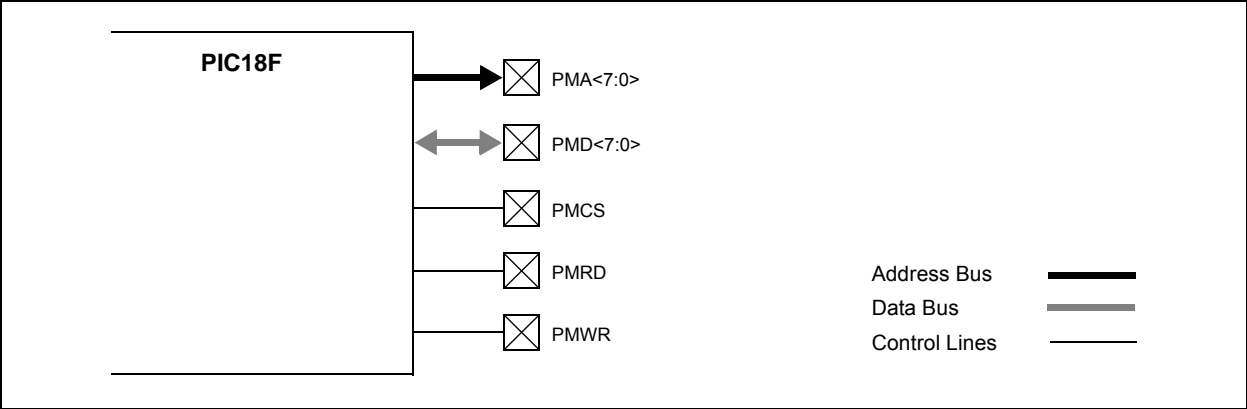 PIC18F
PMA<7:0>
PMD<7:0>
PMCS
PMRD
PMWR
Address Bus
Data Bus
Control Lines